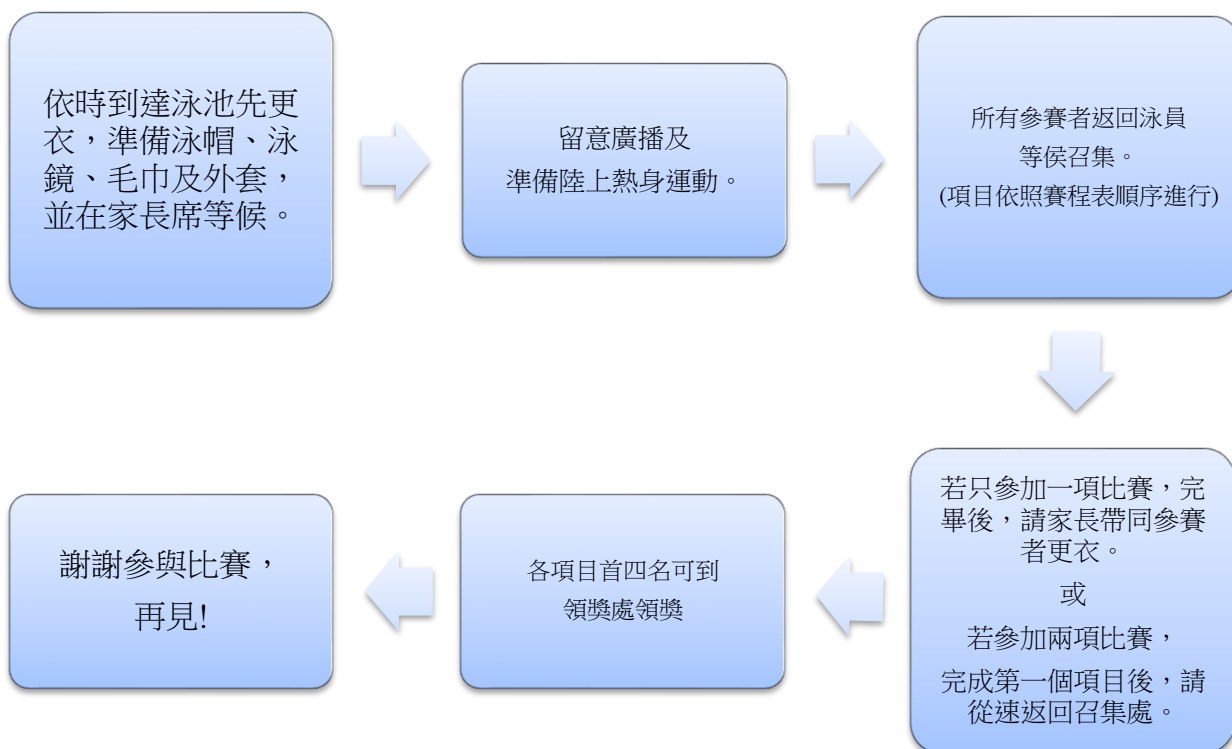 依時到達泳池先更
衣，準備泳帽、泳
鏡、毛巾及外套，
並在家長席等候。
留意廣播及
準備陸上熱身運動。
所有參賽者返回泳員
等侯召集。
(項目依照賽程表順序進行)
若只參加一項比賽，完
畢後，請家長帶同參賽
者更衣。
或
若參加兩項比賽，
完成第一個項目後，請
從速返回召集處。
各項目首四名可到
領獎處領獎
謝謝參與比賽，
再見!